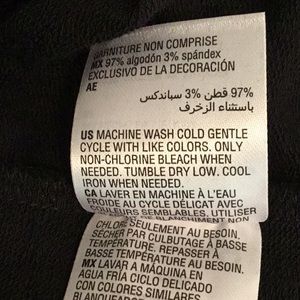 GARNITURE NON COMPRISE
MX 97% algodón 3% spándex
EXCLUSIVO DE LA DECORACIÓN
AE
97% قطن 3% سباندكس
باستثناء الزخرف
US MACHINE WASH COLD GENTLE
CYCLE WITH LIKE COLORS. ONLY
NON-CHLORINE BLEACH WHEN
NEEDED. TUMBLE DRY LOW. COOL
IRON WHEN NEEDED.
CA LAVER EN MACHINE À L'EAU
FROIDE AU CYCLE DÉLICAT AVEC
COULEURS SEMBLABLES. UTILISER
DE BLANCHIMENT NON
CHLORÉ SEULEMENT AU BESOIN.
SÉCHER PAR CULBUTAGE À BASSE
TEMPÉRATURE. REPASSER À
BASSE TEMPÉRATURE AU BESOIN.
MX LAVAR A MÁQUINA EN
AGUA FRÍA CICLO DELICADO
CON COLORES SIMILARES